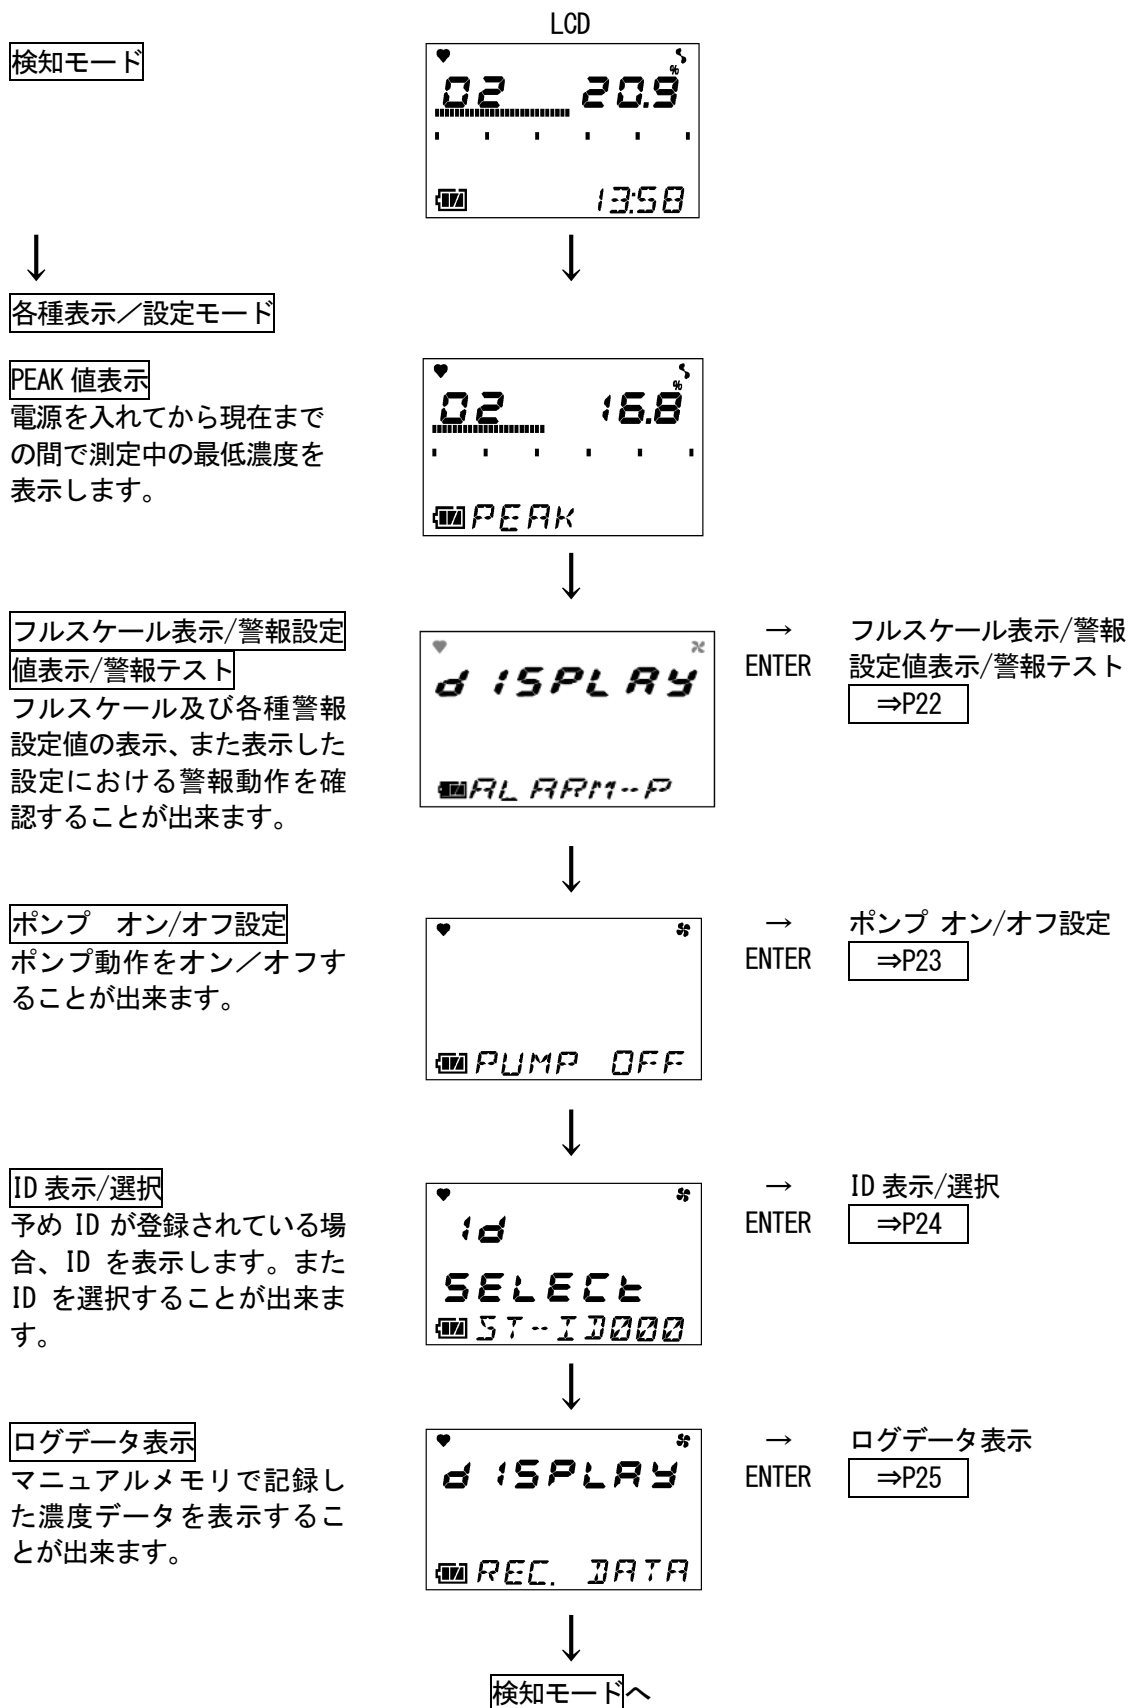 LCD
検知モード
O2 20.9%
13:58
↓ ↓
各種表示／設定モード
PEAK 値表示
電源を入れてから現在まで
の間で測定中の最低濃度を
表示します。
O2 16.8%
PEAK
↓
フルスケール表示/警報設定
値表示/警報テスト
フルスケール及び各種警報
設定値の表示、また表示した
設定における警報動作を確
認することが出来ます。
dISPLAY
ALARM--P
→
ENTER
フルスケール表示/警報
設定値表示/警報テスト
⇒P22
↓
ポンプ　オン/オフ設定
ポンプ動作をオン／オフす
ることが出来ます。
PUMP OFF
→
ENTER
ポンプ オン/オフ設定
⇒P23
↓
ID 表示/選択
予め ID が登録されている場
合、ID を表示します。また
ID を選択することが出来ま
す。
Id
SELECt
ST--ID000
→
ENTER
ID 表示/選択
⇒P24
↓
ログデータ表示
マニュアルメモリで記録し
た濃度データを表示するこ
とが出来ます。
dISPLAY
REC. DATA
→
ENTER
ログデータ表示
⇒P25
↓
検知モードへ